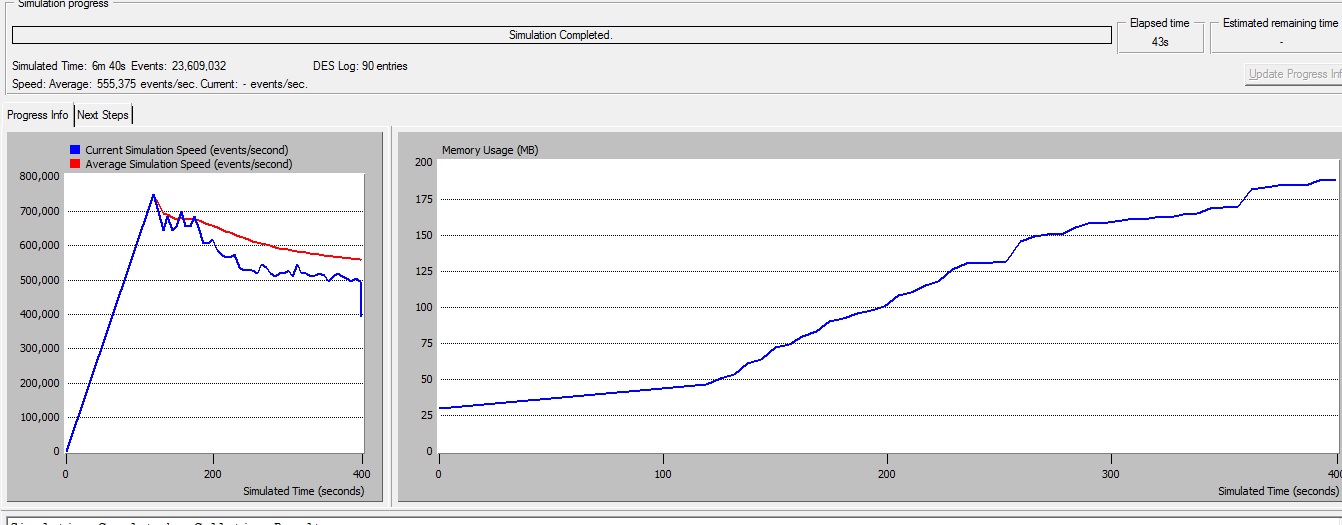 Simulation progress
Simulation Completed.
Elapsed time
43s
Estimated remaining time
-
Simulated Time: 6m 40s Events: 23,609,032 DES Log: 90 entries
Speed: Average: 555,375 events/sec. Current: - events/sec.
Update Progress Inf
Progress Info Next Steps
Current Simulation Speed (events/second)
Average Simulation Speed (events/second)
800,000
700,000
600,000
500,000
400,000
300,000
200,000
100,000
0
0 200 400
Simulated Time (seconds)
Memory Usage (MB)
200
175
150
125
100
75
50
25
0
0 100 200 300 400
Simulated Time (seconds)